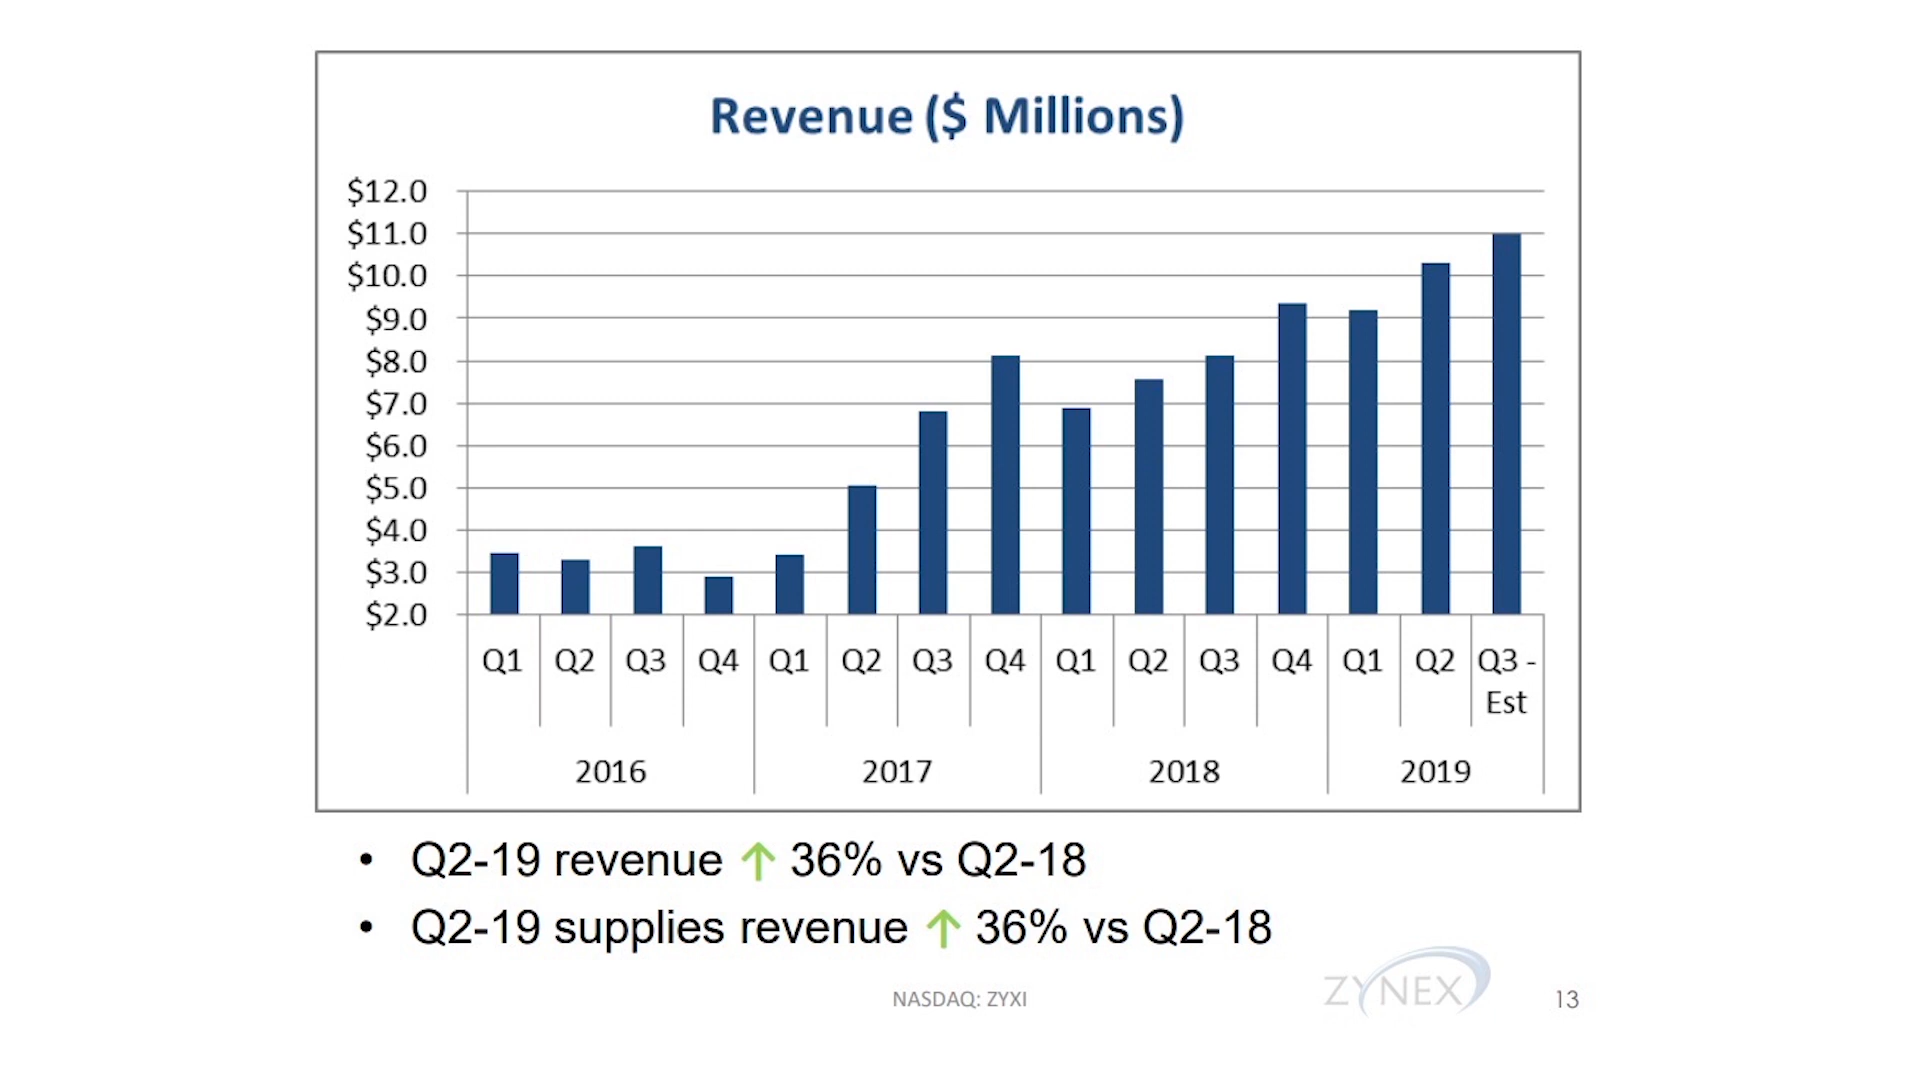 Revenue ($ Millions)
$12.0
$11.0
$10.0
$9.0
$8.0
$7.0
$6.0
$5.0
$4.0
$3.0
$2.0
Q1 Q2 Q3 Q4 Q1 Q2 Q3 Q4 Q1 Q2 Q3 Q4 Q1 Q2 Q3 -
Est
2016 2017 2018 2019
• Q2-19 revenue ↑ 36% vs Q2-18
• Q2-19 supplies revenue ↑ 36% vs Q2-18
NASDAQ: ZYXI
ZYNEX
13